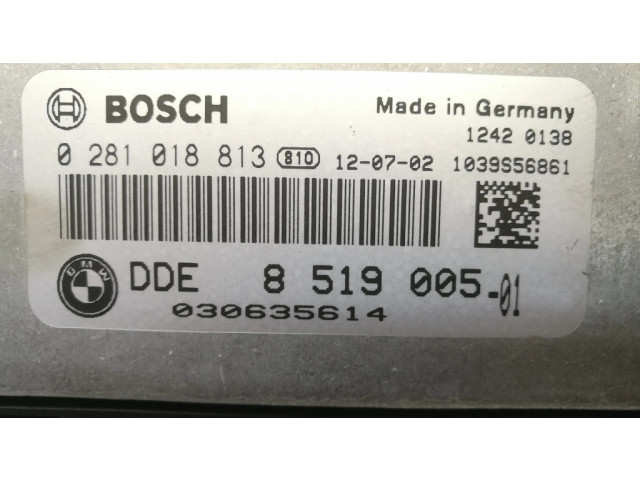 BOSCH
Made in Germany
1242 0138
0 281 018 813 810 12-07-02 1039S56861
BMW
DDE 8 519 005-01
030635614